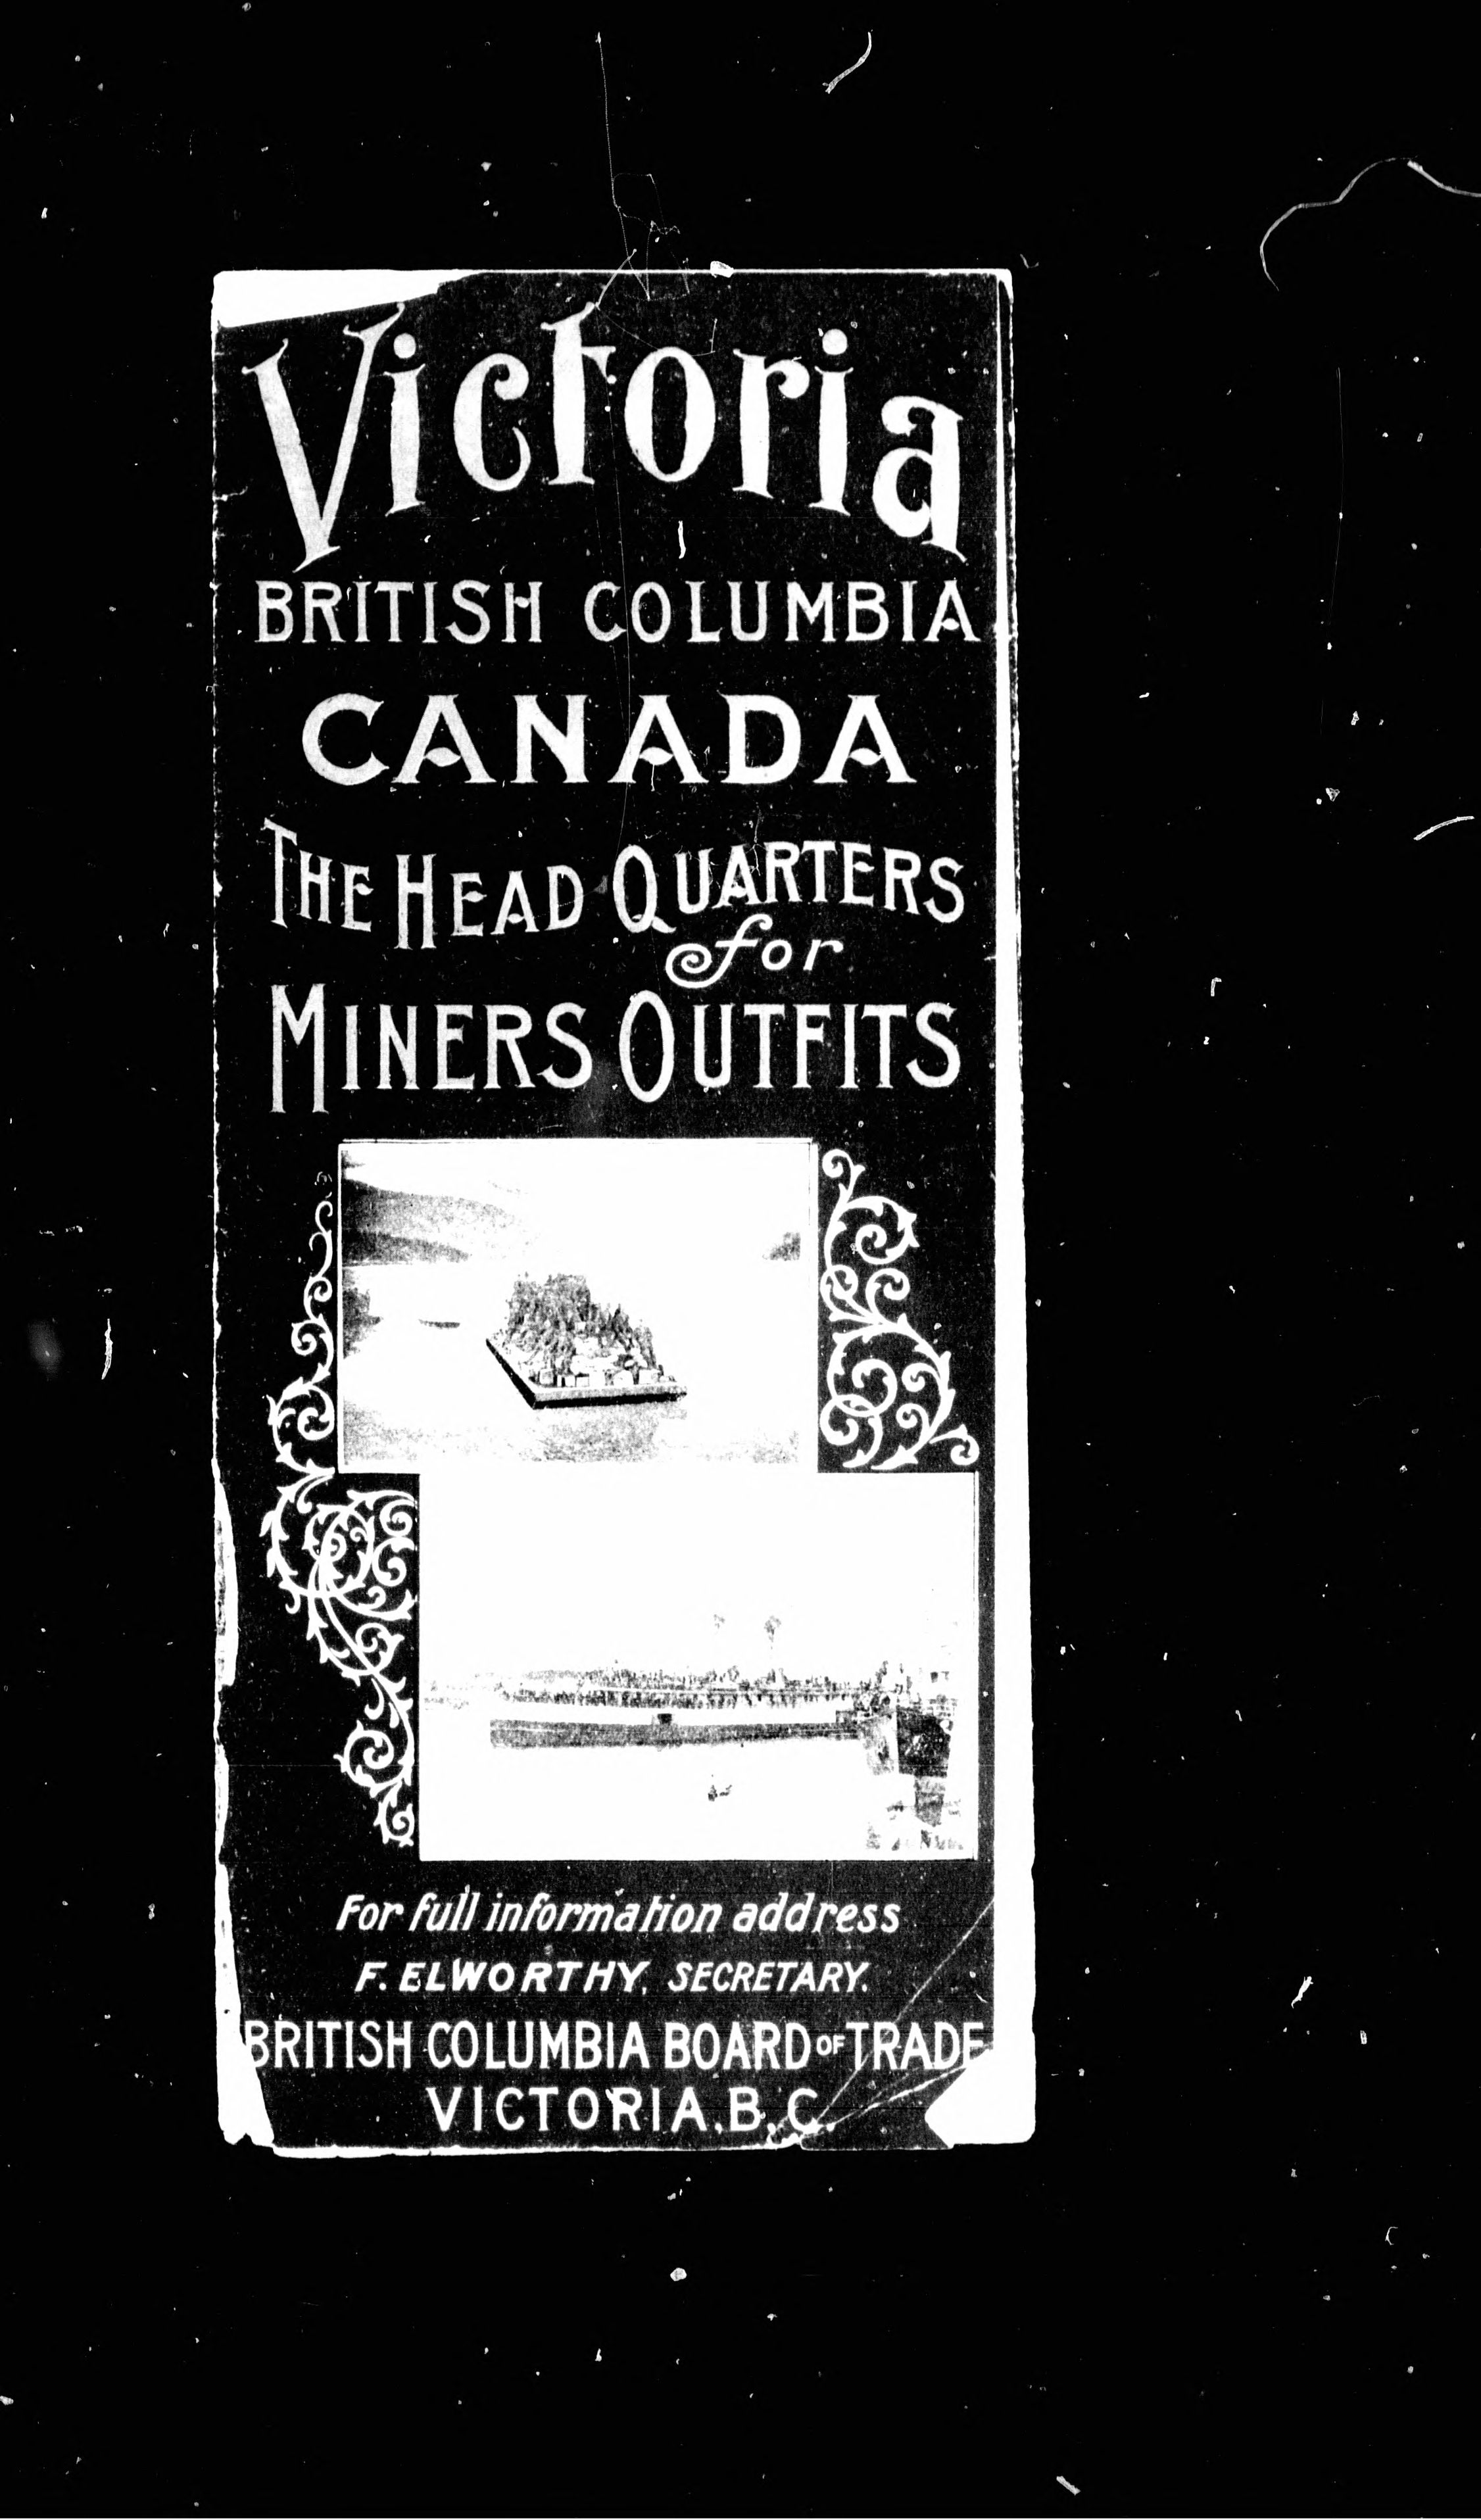 Victoria
BRITISH COLUMBIA
CANADA
THE HEAD QUARTERS
for
MINERS OUTFITS
For full information address
F. ELWORTHY, SECRETARY.
BRITISH COLUMBIA BOARD OF TRADE
VICTORIA, B.C.